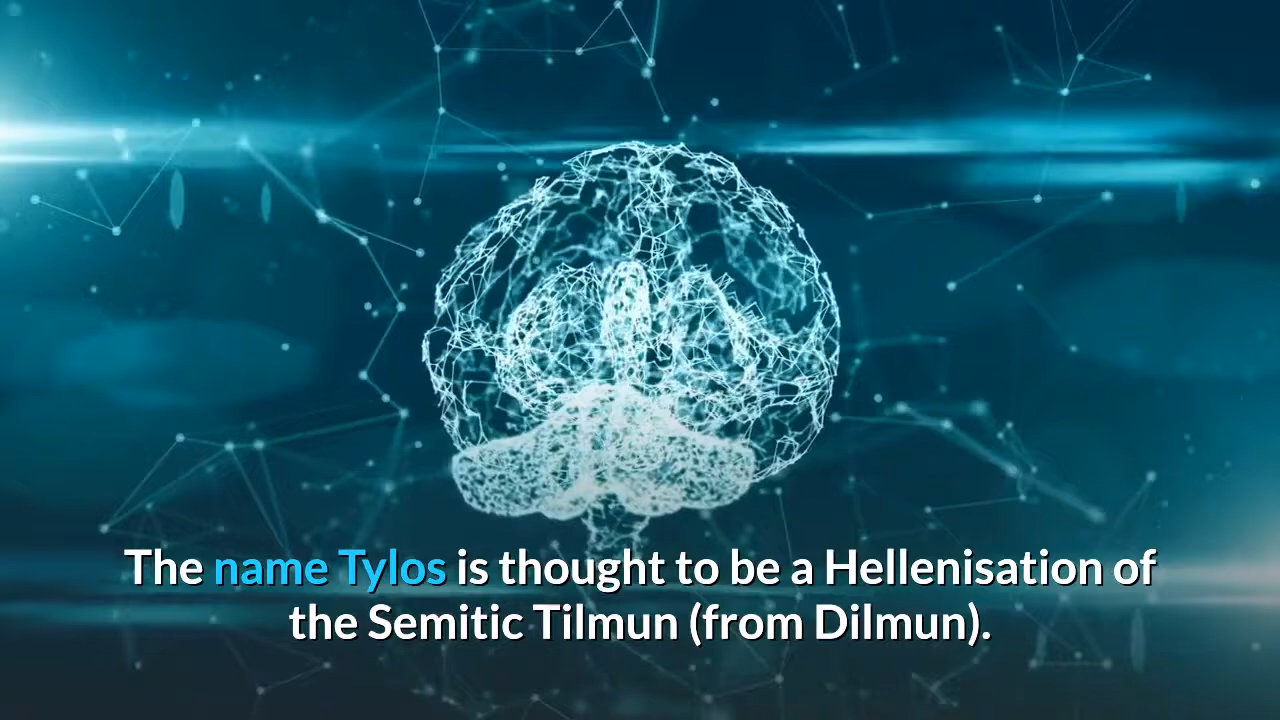 The name Tylos is thought to be a Hellenisation of
the Semitic Tilmun (from Dilmun).